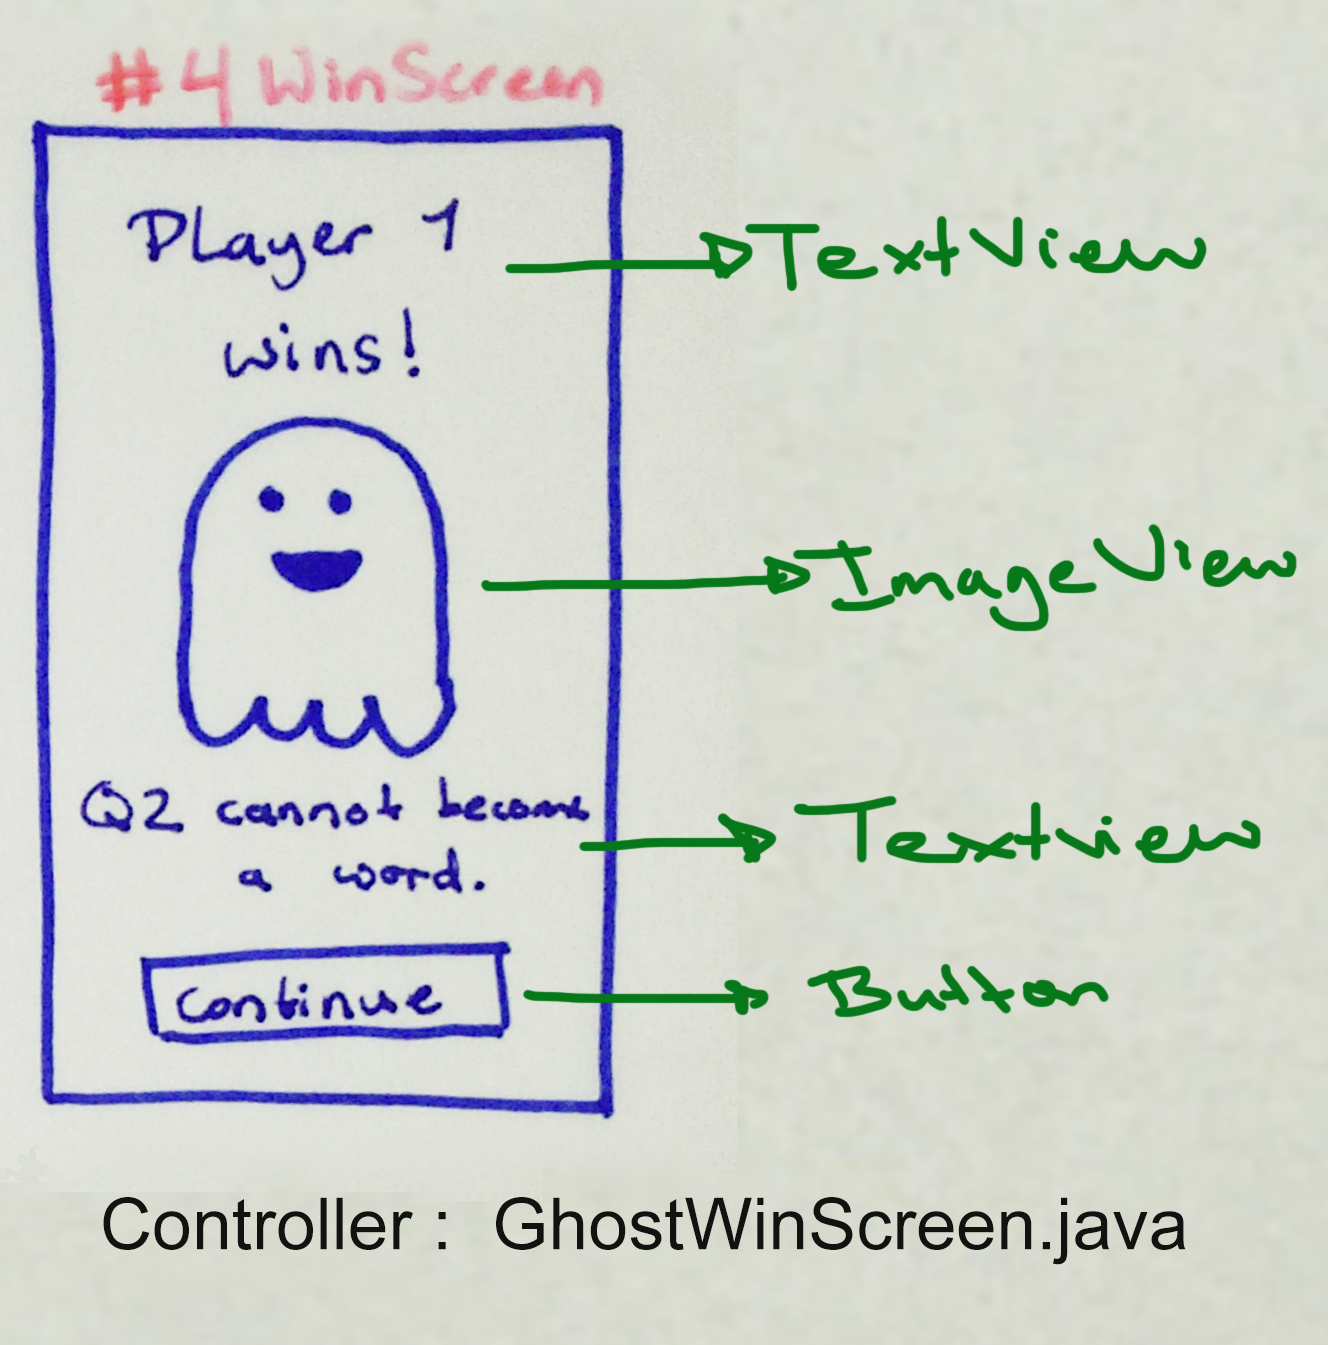 #4 WinScreen
Player 1
wins!
TextView
ImageView
Q2 cannot become
a word.
Textview
continue
Button
Controller : GhostWinScreen.java